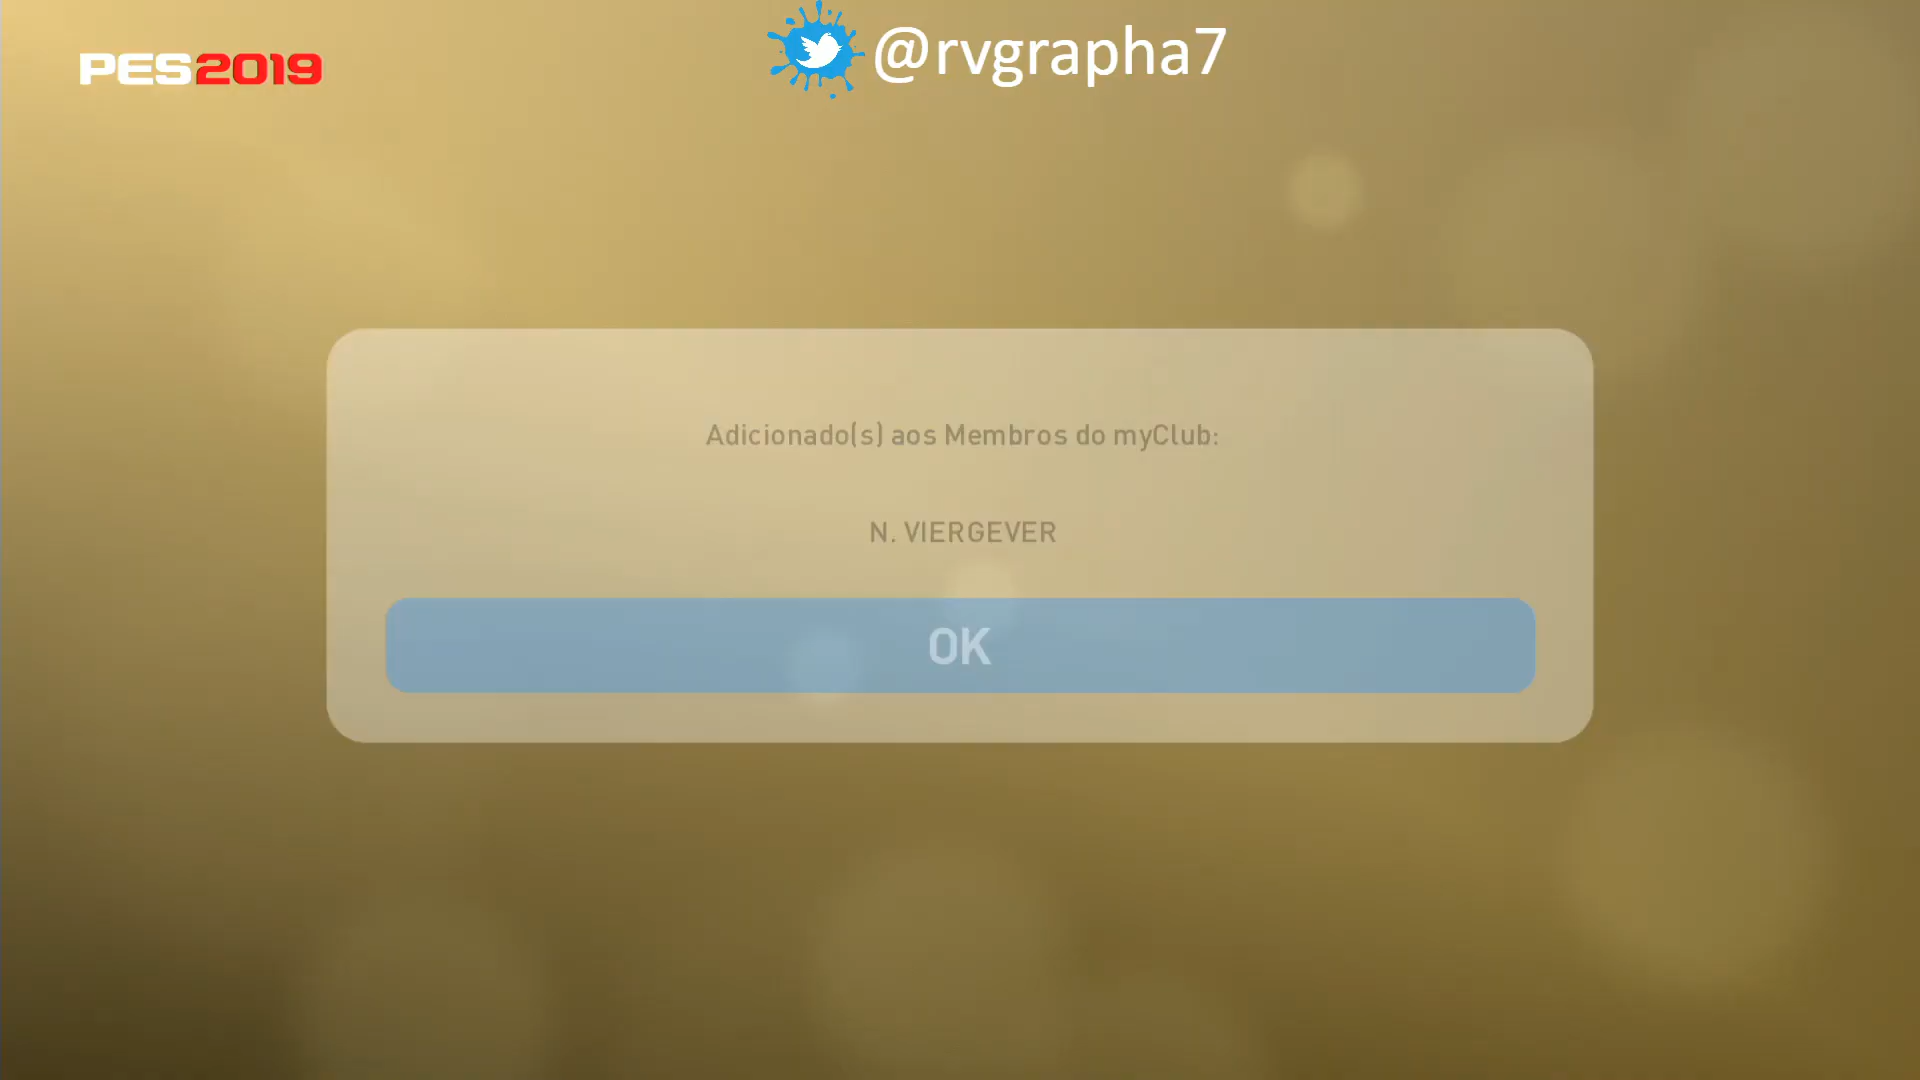 PES2019
@rvgrapha7
Adicionado(s) aos Membros do myClub:
N. VIERGEVER
OK